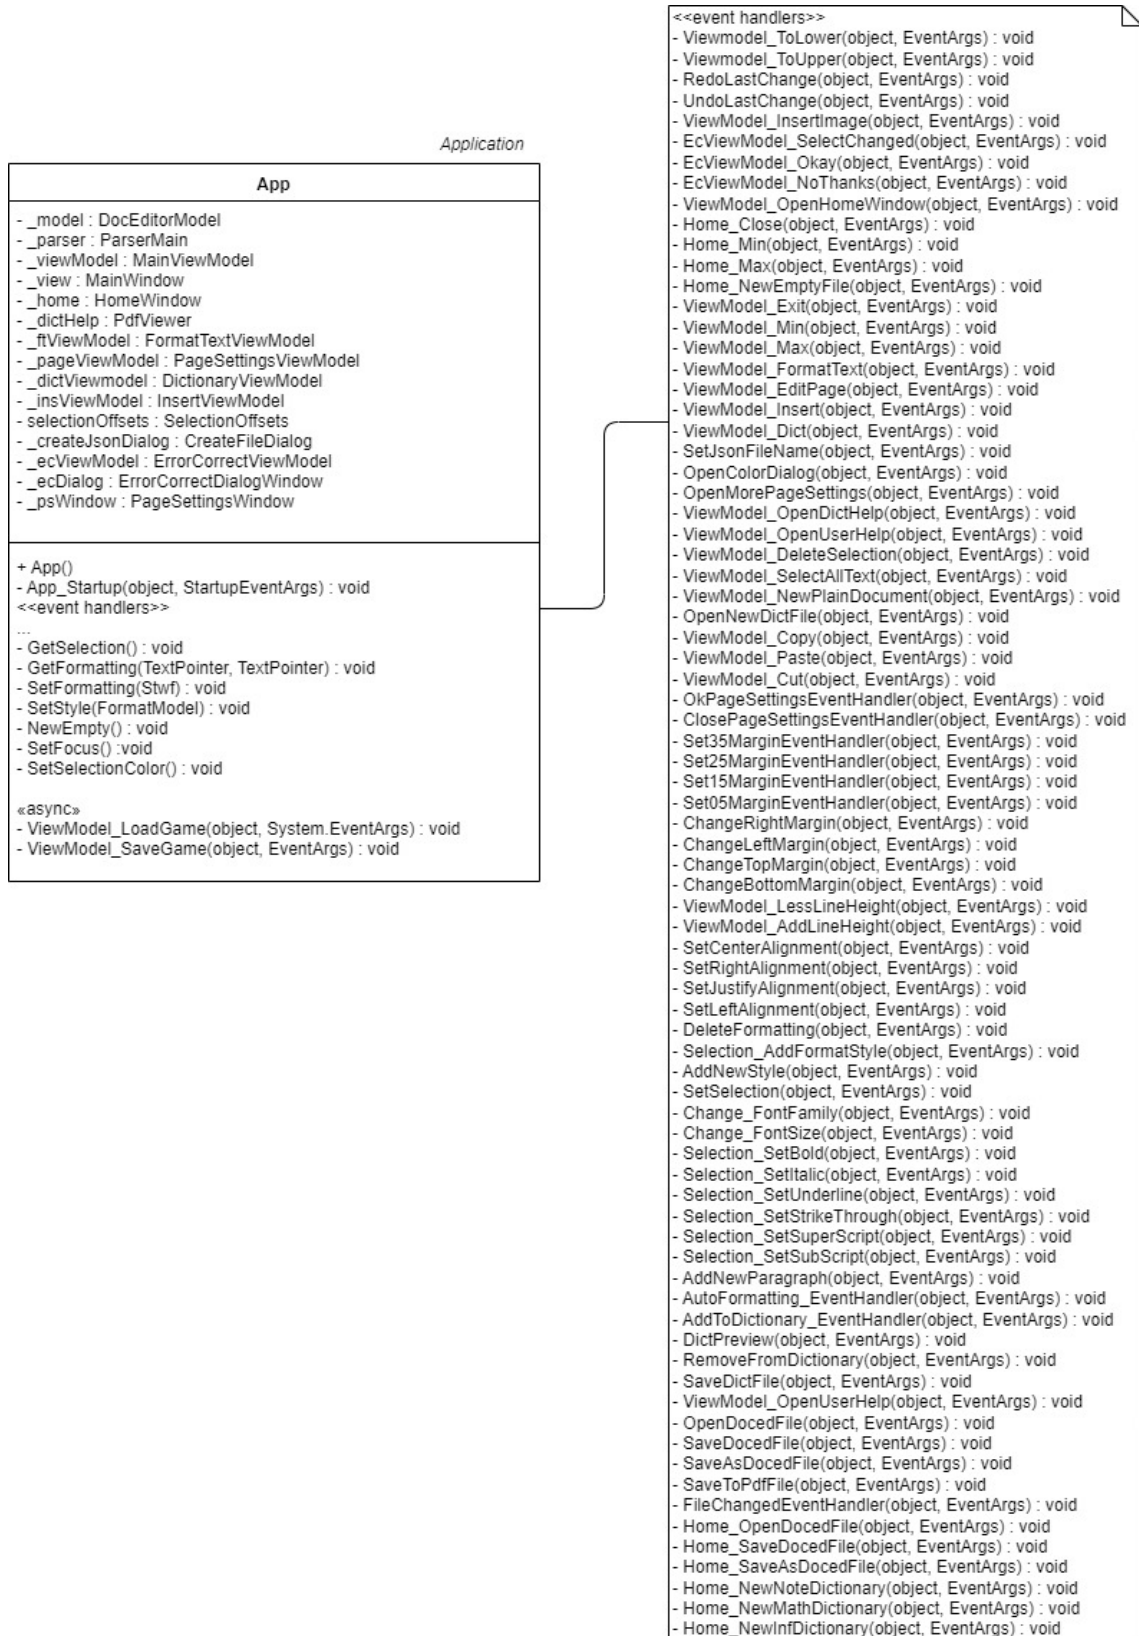 Application
App
- _model : DocEditorModel
- _parser : ParserMain
- _viewModel : MainViewModel
- _view : MainWindow
- _home : HomeWindow
- _dictHelp : PdfViewer
- _ftViewModel : FormatTextViewModel
- _pageViewModel : PageSettingsViewModel
- _dictViewmodel : DictionaryViewModel
- _insViewModel : InsertViewModel
- selectionOffsets : SelectionOffsets
- _createJsonDialog : CreateFileDialog
- _ecViewModel : ErrorCorrectViewModel
- _ecDialog : ErrorCorrectDialogWindow
- _psWindow : PageSettingsWindow
+ App()
- App_Startup(object, StartupEventArgs) : void
<<event handlers>>
...
- GetSelection() : void
- GetFormatting(TextPointer, TextPointer) : void
- SetFormatting(Stwf) : void
- SetStyle(FormatModel) : void
- NewEmpty() : void
- SetFocus() :void
- SetSelectionColor() : void
«async»
- ViewModel_LoadGame(object, System.EventArgs) : void
- ViewModel_SaveGame(object, EventArgs) : void
<<event handlers>>
- Viewmodel_ToLower(object, EventArgs) : void
- Viewmodel_ToUpper(object, EventArgs) : void
- RedoLastChange(object, EventArgs) : void
- UndoLastChange(object, EventArgs) : void
- ViewModel_InsertImage(object, EventArgs) : void
- EcViewModel_SelectChanged(object, EventArgs) : void
- EcViewModel_Okay(object, EventArgs) : void
- EcViewModel_NoThanks(object, EventArgs) : void
- ViewModel_OpenHomeWindow(object, EventArgs) : void
- Home_Close(object, EventArgs) : void
- Home_Min(object, EventArgs) : void
- Home_Max(object, EventArgs) : void
- Home_NewEmptyFile(object, EventArgs) : void
- ViewModel_Exit(object, EventArgs) : void
- ViewModel_Min(object, EventArgs) : void
- ViewModel_Max(object, EventArgs) : void
- ViewModel_FormatText(object, EventArgs) : void
- ViewModel_EditPage(object, EventArgs) : void
- ViewModel_Insert(object, EventArgs) : void
- ViewModel_Dict(object, EventArgs) : void
- SetJsonFileName(object, EventArgs) : void
- OpenColorDialog(object, EventArgs) : void
- OpenMorePageSettings(object, EventArgs) : void
- ViewModel_OpenDictHelp(object, EventArgs) : void
- ViewModel_OpenUserHelp(object, EventArgs) : void
- ViewModel_DeleteSelection(object, EventArgs) : void
- ViewModel_SelectAllText(object, EventArgs) : void
- ViewModel_NewPlainDocument(object, EventArgs) : void
- OpenNewDictFile(object, EventArgs) : void
- ViewModel_Copy(object, EventArgs) : void
- ViewModel_Paste(object, EventArgs) : void
- ViewModel_Cut(object, EventArgs) : void
- OkPageSettingsEventHandler(object, EventArgs) : void
- ClosePageSettingsEventHandler(object, EventArgs) : void
- Set35MarginEventHandler(object, EventArgs) : void
- Set25MarginEventHandler(object, EventArgs) : void
- Set15MarginEventHandler(object, EventArgs) : void
- Set05MarginEventHandler(object, EventArgs) : void
- ChangeRightMargin(object, EventArgs) : void
- ChangeLeftMargin(object, EventArgs) : void
- ChangeTopMargin(object, EventArgs) : void
- ChangeBottomMargin(object, EventArgs) : void
- ViewModel_LessLineHeight(object, EventArgs) : void
- ViewModel_AddLineHeight(object, EventArgs) : void
- SetCenterAlignment(object, EventArgs) : void
- SetRightAlignment(object, EventArgs) : void
- SetJustifyAlignment(object, EventArgs) : void
- SetLeftAlignment(object, EventArgs) : void
- DeleteFormatting(object, EventArgs) : void
- Selection_AddFormatStyle(object, EventArgs) : void
- AddNewStyle(object, EventArgs) : void
- SetSelection(object, EventArgs) : void
- Change_FontFamily(object, EventArgs) : void
- Change_FontSize(object, EventArgs) : void
- Selection_SetBold(object, EventArgs) : void
- Selection_SetItalic(object, EventArgs) : void
- Selection_SetUnderline(object, EventArgs) : void
- Selection_SetStrikeThrough(object, EventArgs) : void
- Selection_SetSuperScript(object, EventArgs) : void
- Selection_SetSubScript(object, EventArgs) : void
- AddNewParagraph(object, EventArgs) : void
- AutoFormatting_EventHandler(object, EventArgs) : void
- AddToDictionary_EventHandler(object, EventArgs) : void
- DictPreview(object, EventArgs) : void
- RemoveFromDictionary(object, EventArgs) : void
- SaveDictFile(object, EventArgs) : void
- ViewModel_OpenUserHelp(object, EventArgs) : void
- OpenDocedFile(object, EventArgs) : void
- SaveDocedFile(object, EventArgs) : void
- SaveAsDocedFile(object, EventArgs) : void
- SaveToPdfFile(object, EventArgs) : void
- FileChangedEventHandler(object, EventArgs) : void
- Home_OpenDocedFile(object, EventArgs) : void
- Home_SaveDocedFile(object, EventArgs) : void
- Home_SaveAsDocedFile(object, EventArgs) : void
- Home_NewNoteDictionary(object, EventArgs) : void
- Home_NewMathDictionary(object, EventArgs) : void
- Home_NewInfDictionary(object, EventArgs) : void